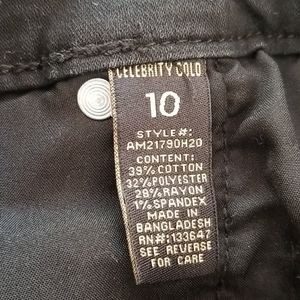 CELEBRITY GOLD
10
STYLE#:
AM21790H20
CONTENT:
39%COTTON
32%POLYESTER
28%RAYON
1%SPANDEX
MADE IN
BANGLADESH
RN#:133647
SEE REVERSE
FOR CARE